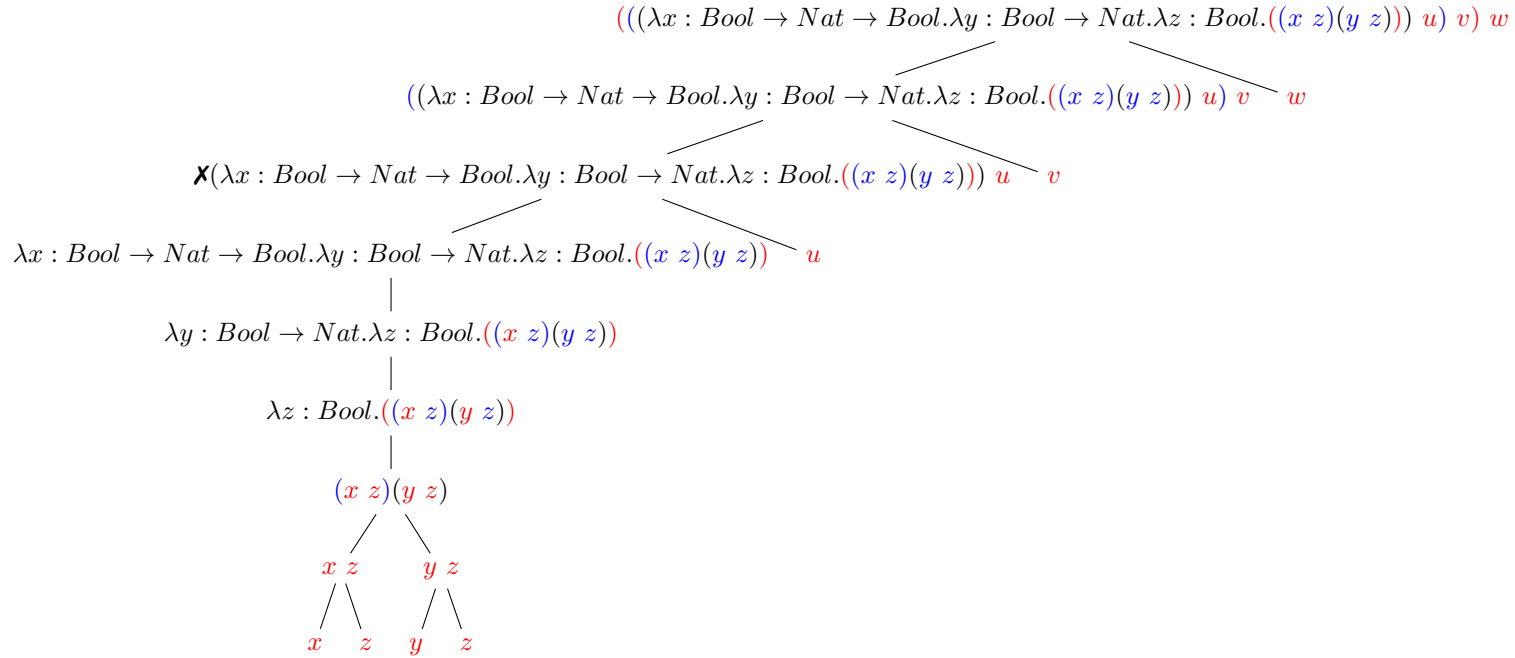 (((λx : Bool → Nat → Bool.λy : Bool → Nat.λz : Bool.((x z)(y z))) u) v) w
((λx : Bool → Nat → Bool.λy : Bool → Nat.λz : Bool.((x z)(y z))) u) v w
✗(λx : Bool → Nat → Bool.λy : Bool → Nat.λz : Bool.((x z)(y z))) u v
λx : Bool → Nat → Bool.λy : Bool → Nat.λz : Bool.((x z)(y z)) u
λy : Bool → Nat.λz : Bool.((x z)(y z))
λz : Bool.((x z)(y z))
(x z)(y z)
x z y z
x z y z